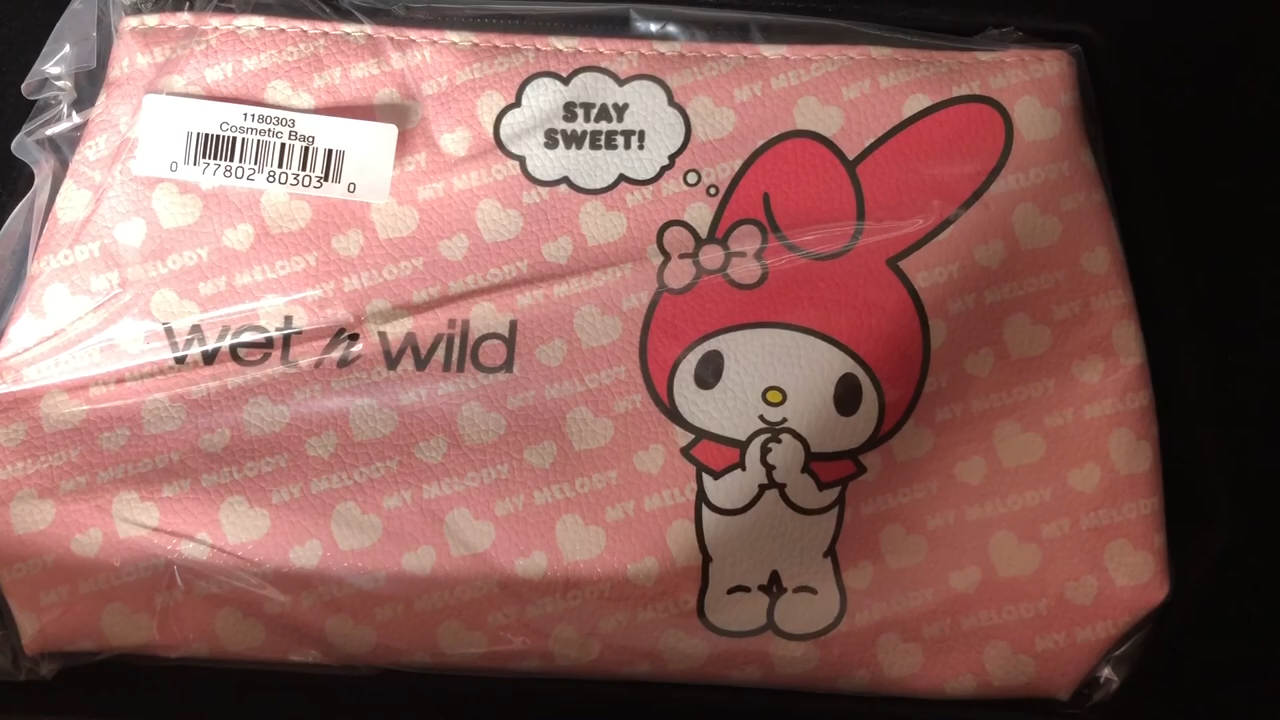 1180303
Cosmetic Bag
0 77802 80303 0
STAY
SWEET!
wet n wild
MY MELODY